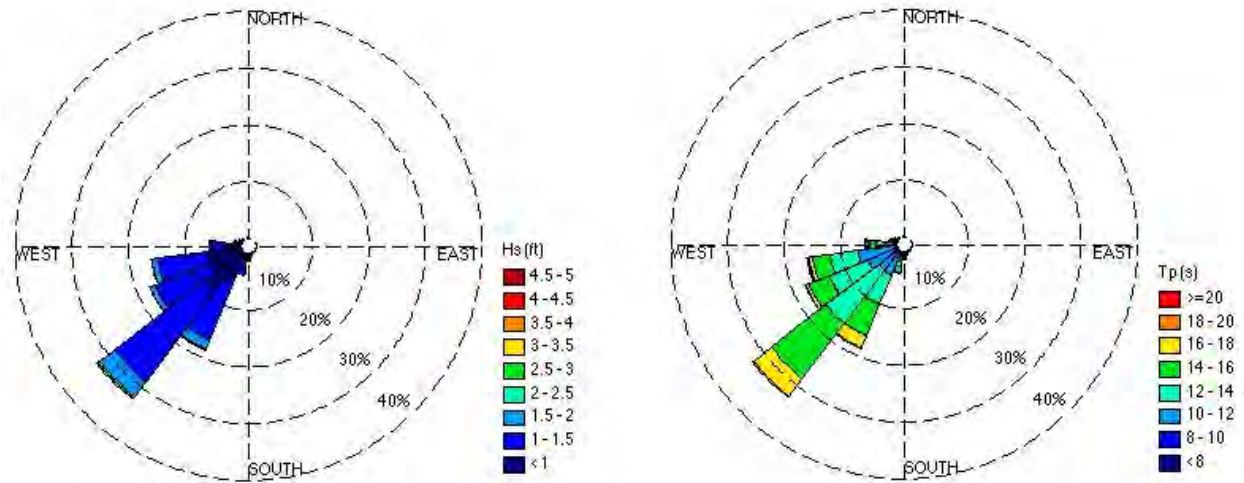 NORTH
WEST
EAST
SOUTH
10%
20%
30%
40%
Hs(ft)
4.5-5
4-4.5
3.5-4
3-3.5
2.5-3
2-2.5
1.5-2
1-1.5
<1
NORTH
WEST
EAST
SOUTH
10%
20%
30%
40%
Tp(s)
>=20
18-20
16-18
14-16
12-14
10-12
8-10
<8